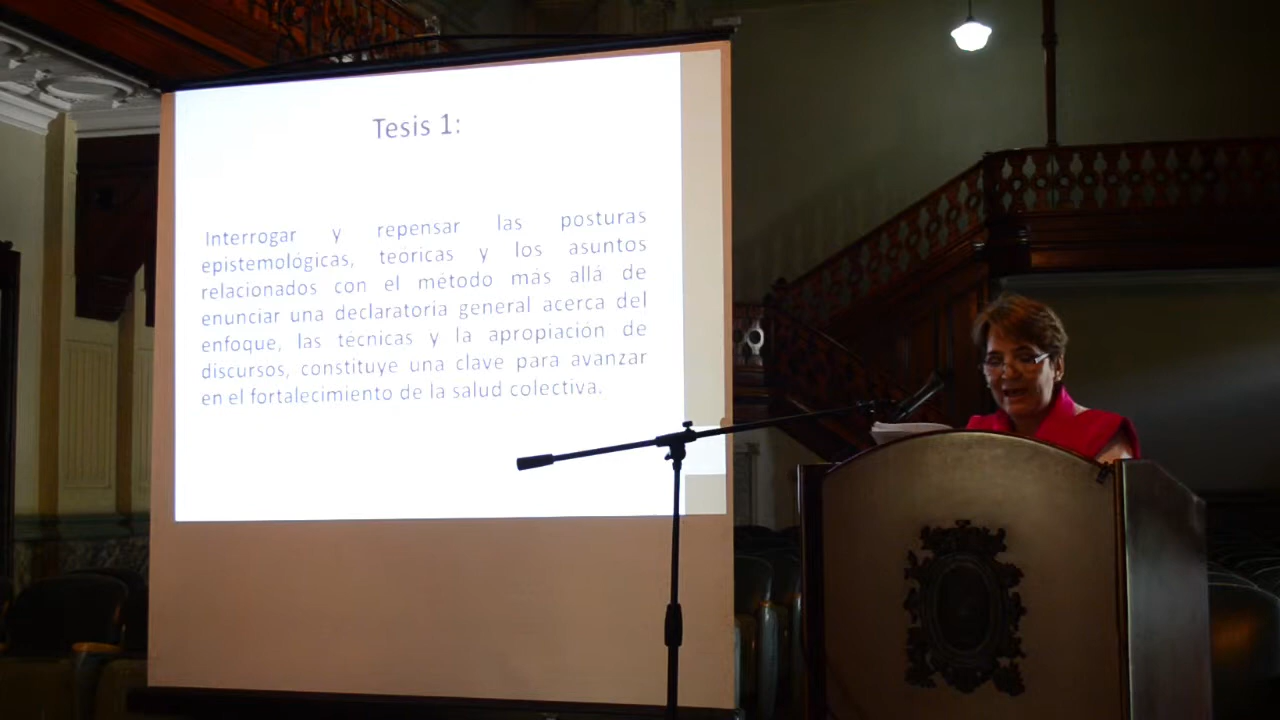 Tesis 1:
Interrogar y repensar las posturas
epistemológicas, teóricas y los asuntos
relacionados con el método más allá de
enunciar una declaratoria general acerca del
enfoque, las técnicas y la apropiación de
discursos, constituye una clave para avanzar
en el fortalecimiento de la salud colectiva.